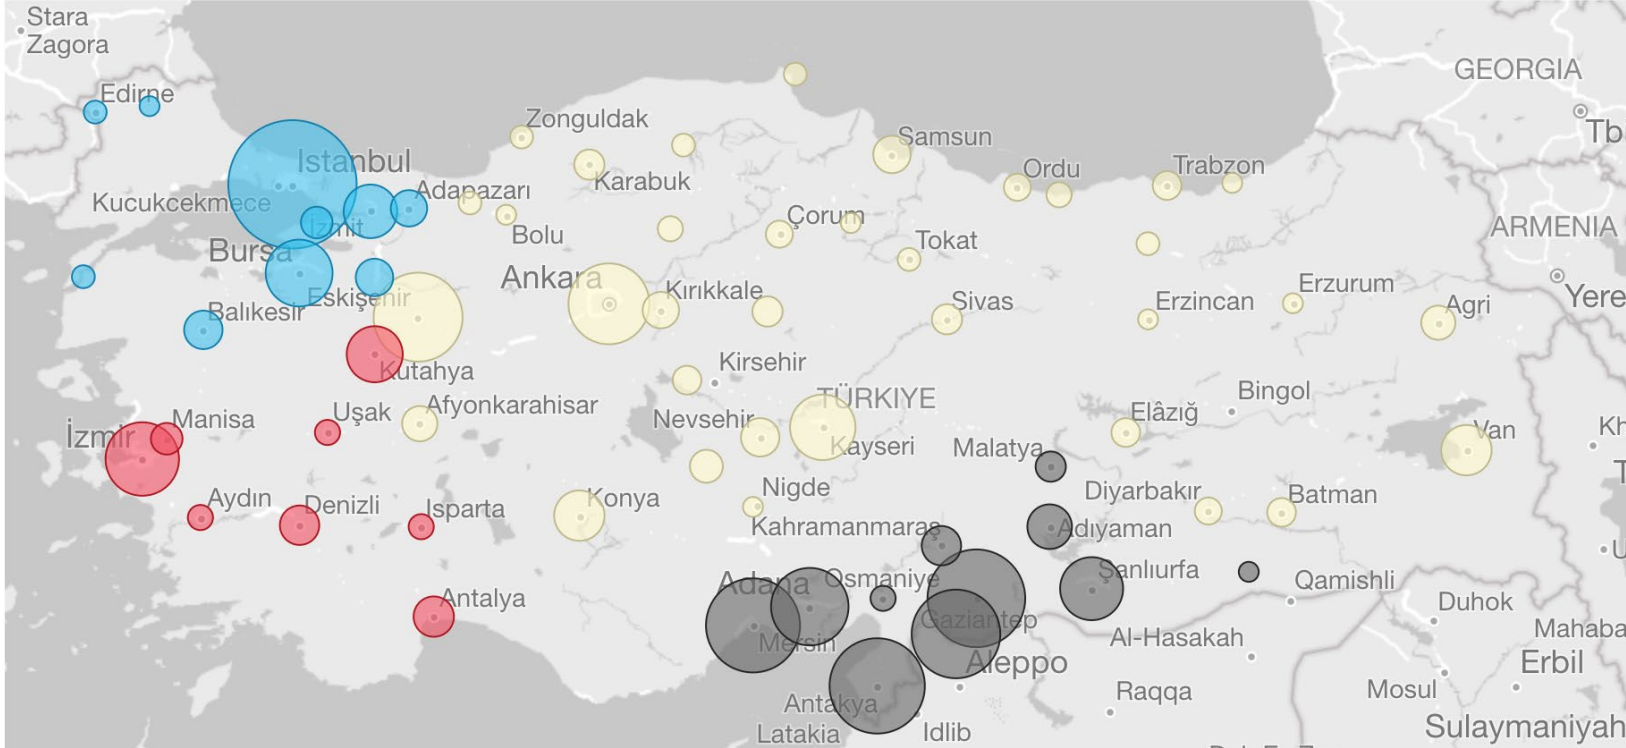 Stara
Zagora
GEORGIA
Edirne
Zonguldak
Samsun
Istanbul
Ordu
Trabzon
Karabuk
Adapazarı
Kucukcekmece
Çorum
İzmit
Bolu
ARMENIA
Bursa
Tokat
Ankara
Kırıkkale
Erzurum
Eskişehir
Sivas
Erzincan
Yere
Balıkesir
Agri
Kirsehir
Kutahya
Bingol
TÜRKIYE
Afyonkarahisar
Uşak
Manisa
Nevsehir
Elâzığ
Van
Kh
İzmir
Kayseri
Malatya
T
Nigde
Diyarbakır
Batman
Aydın
Denizli
Isparta
Konya
Kahramanmaraş
Adıyaman
U
Şanlıurfa
Adana
Osmaniye
Qamishli
Antalya
Duhok
Gaziantep
Mersin
Al-Hasakah
Mahaba
Aleppo
Erbil
Raqqa
Mosul
Antakya
Latakia
Idlib
Sulaymaniyah
Tb